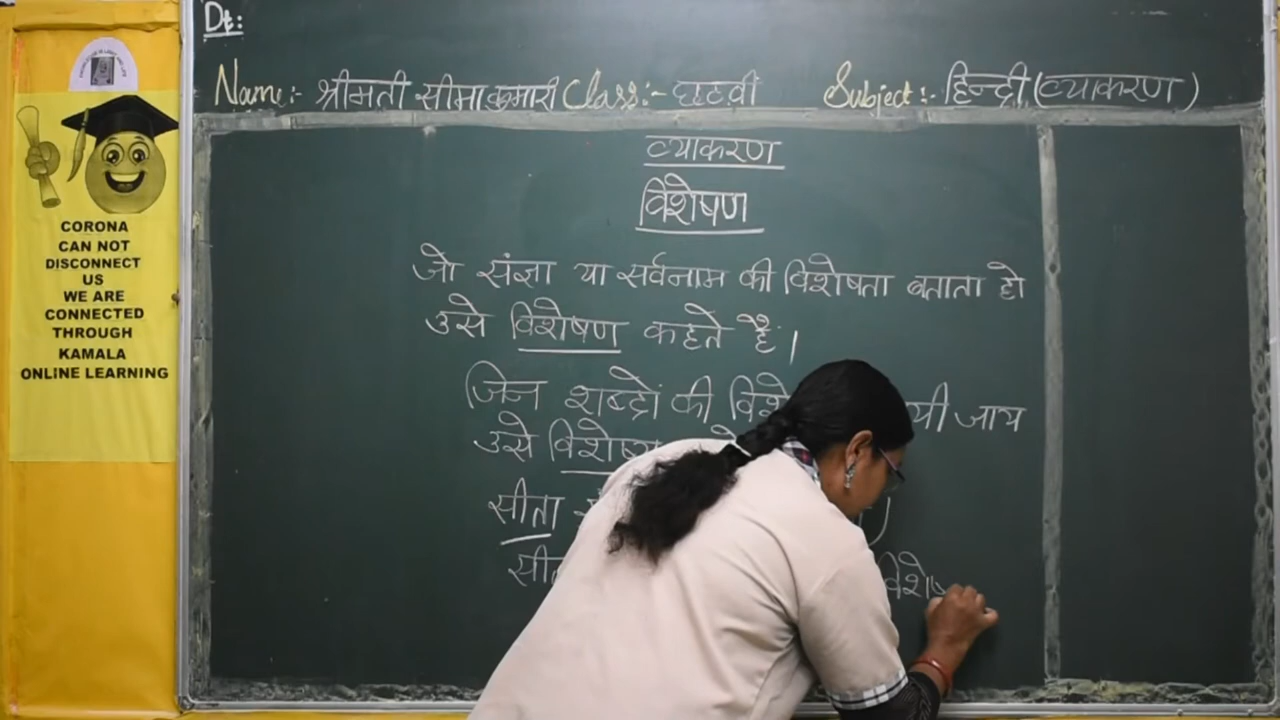 Dt:
Name:- श्रीमती सीमा कुमारी Class:- छटवी Subject:- हिन्दी (व्याकरण)
व्याकरण
विशेषण
जो संज्ञा या सर्वनाम की विशेषता बताता हो
उसे विशेषण कहते हैं।
जिन शब्दों की यी जाय
उसे विशेष्य
सीता
CORONA
CAN NOT
DISCONNECT
US
WE ARE
CONNECTED
THROUGH
KAMALA
ONLINE LEARNING